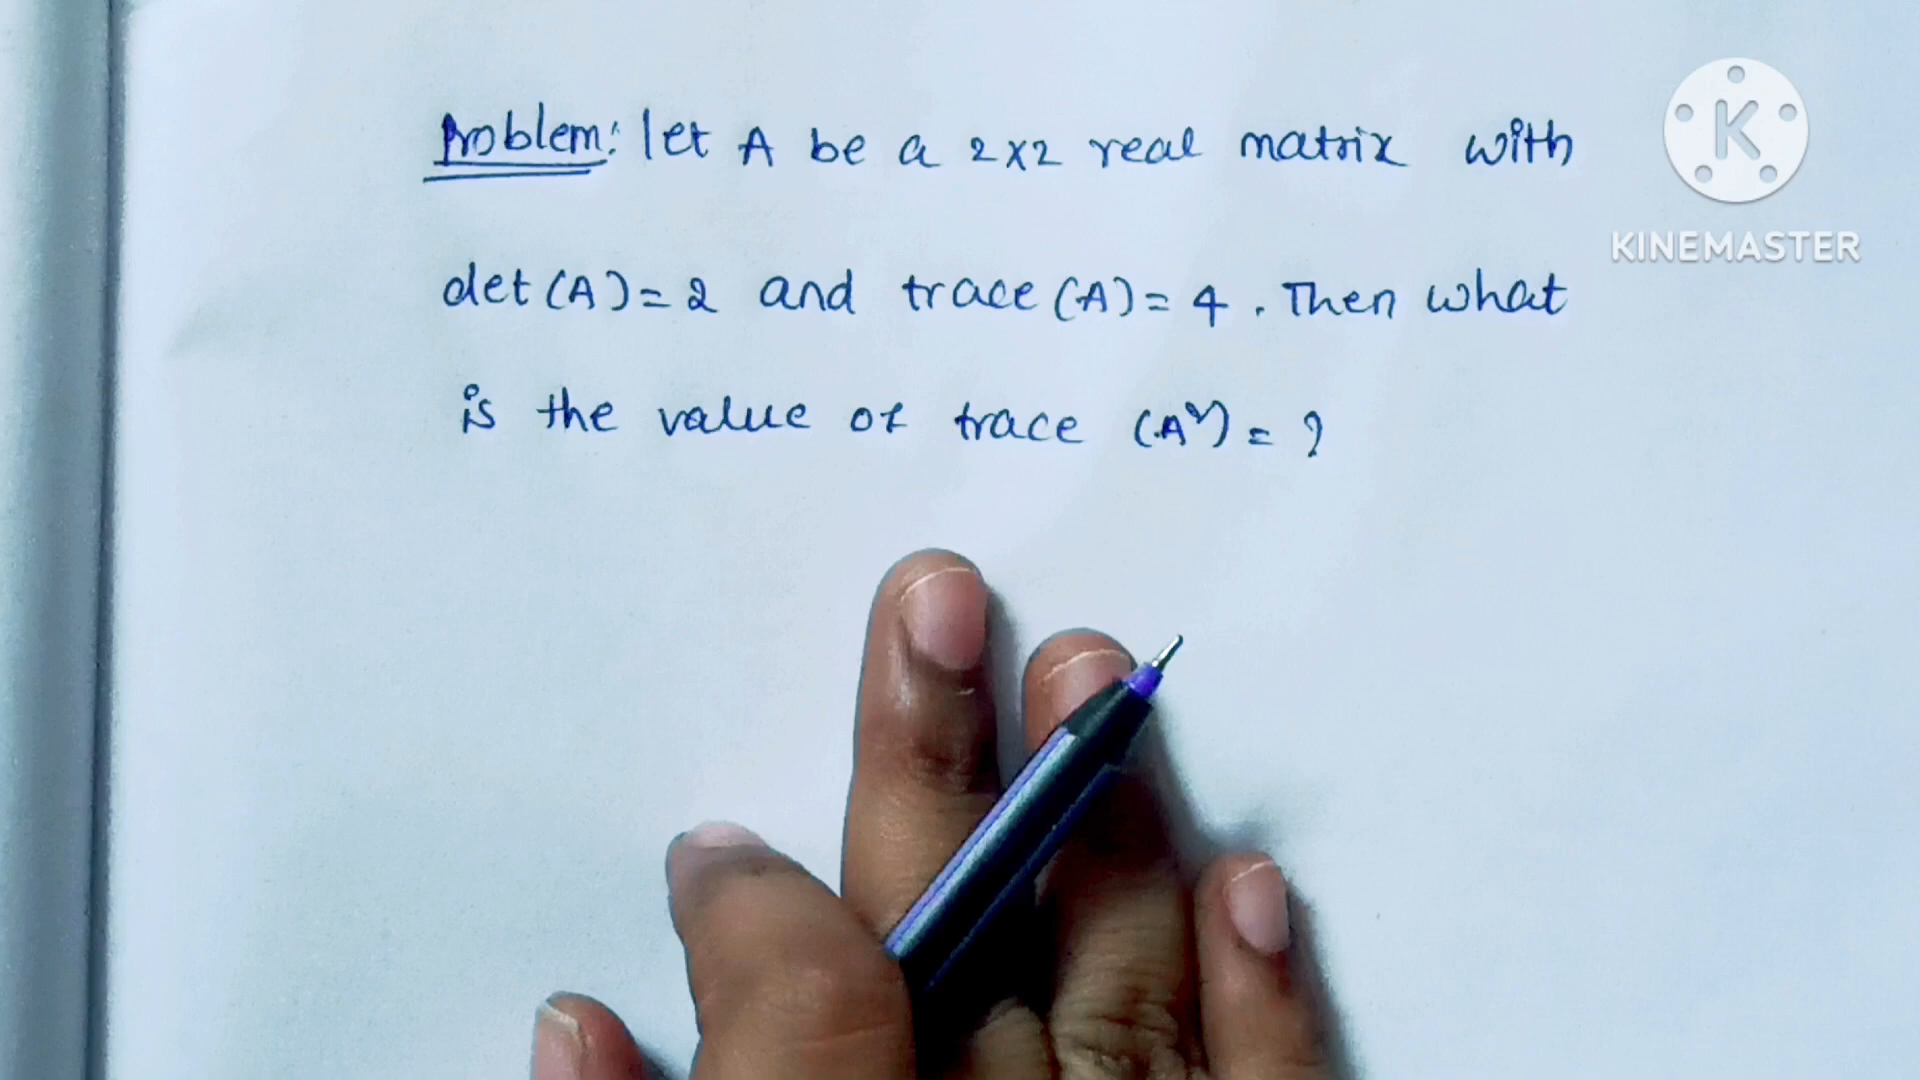 Problem: let A be a 2x2 real matrix with
K
KINEMASTER
det(A)=2 and trace(A)=4. Then what
is the value of trace (A²)=?